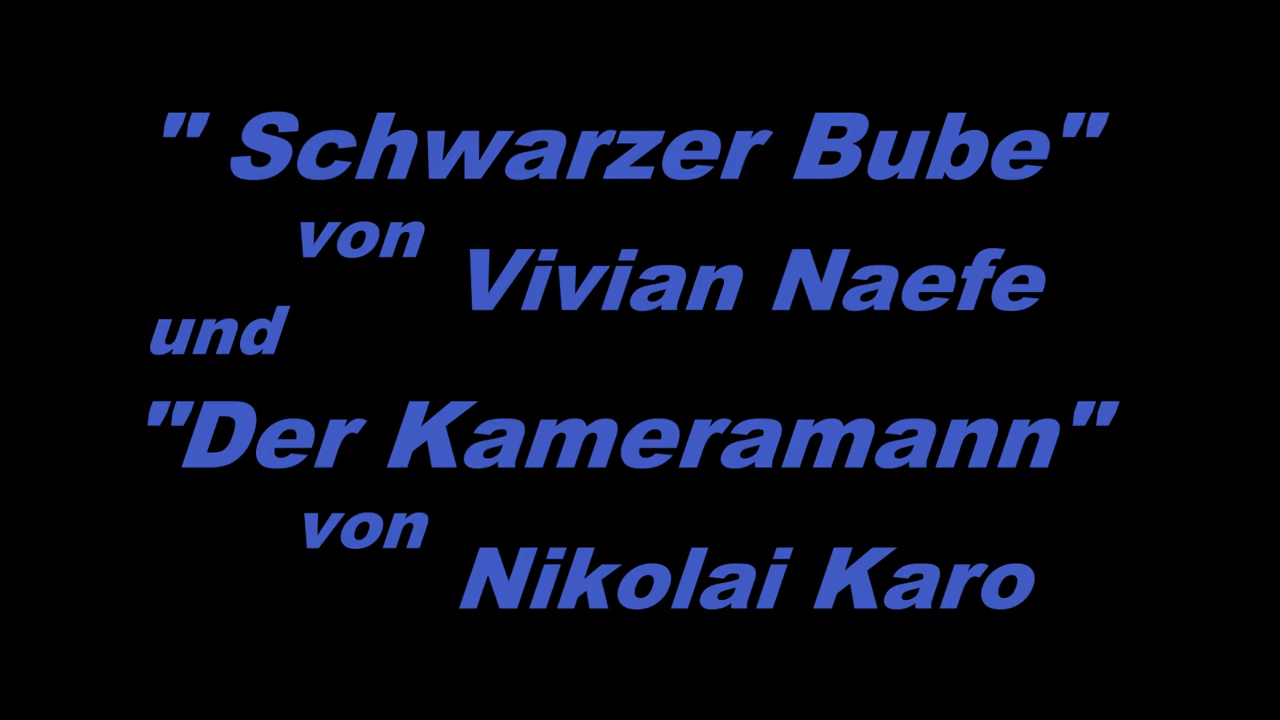 " Schwarzer Bube"
von
Vivian Naefe
und
"Der Kameramann"
von
Nikolai Karo